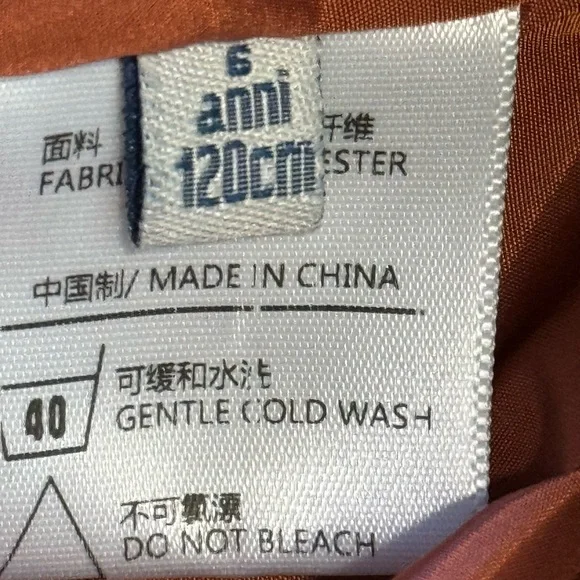 6
anni
120cm
面料 纤维
FABRI ESTER
中国制/ MADE IN CHINA
40
可缓和水洗
GENTLE COLD WASH
不可氯漂
DO NOT BLEACH